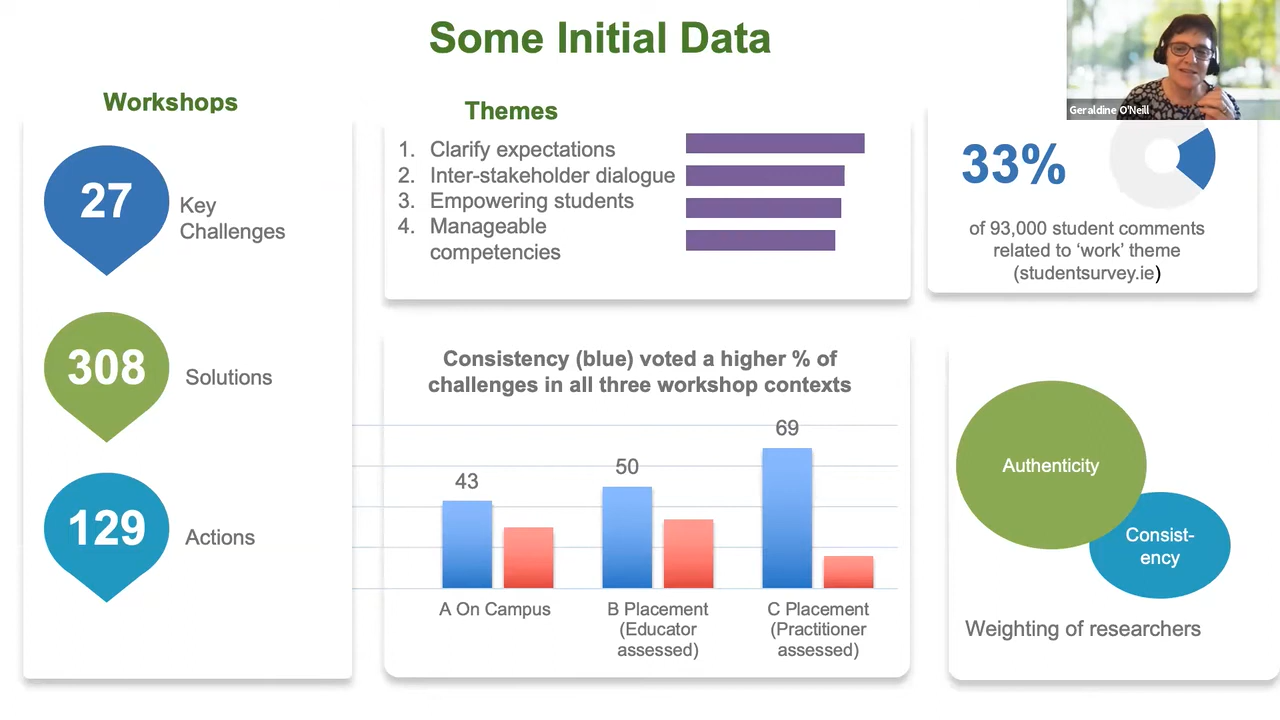 Some Initial Data
Geraldine O'Neill
Workshops
27
Key
Challenges
308
Solutions
129
Actions
Themes
1. Clarify expectations
2. Inter-stakeholder dialogue
3. Empowering students
4. Manageable
competencies
33%
of 93,000 student comments
related to ‘work’ theme
(studentsurvey.ie)
Consistency (blue) voted a higher % of
challenges in all three workshop contexts
43
50
69
A On Campus
B Placement
(Educator
assessed)
C Placement
(Practitioner
assessed)
Authenticity
Consist-
ency
Weighting of researchers